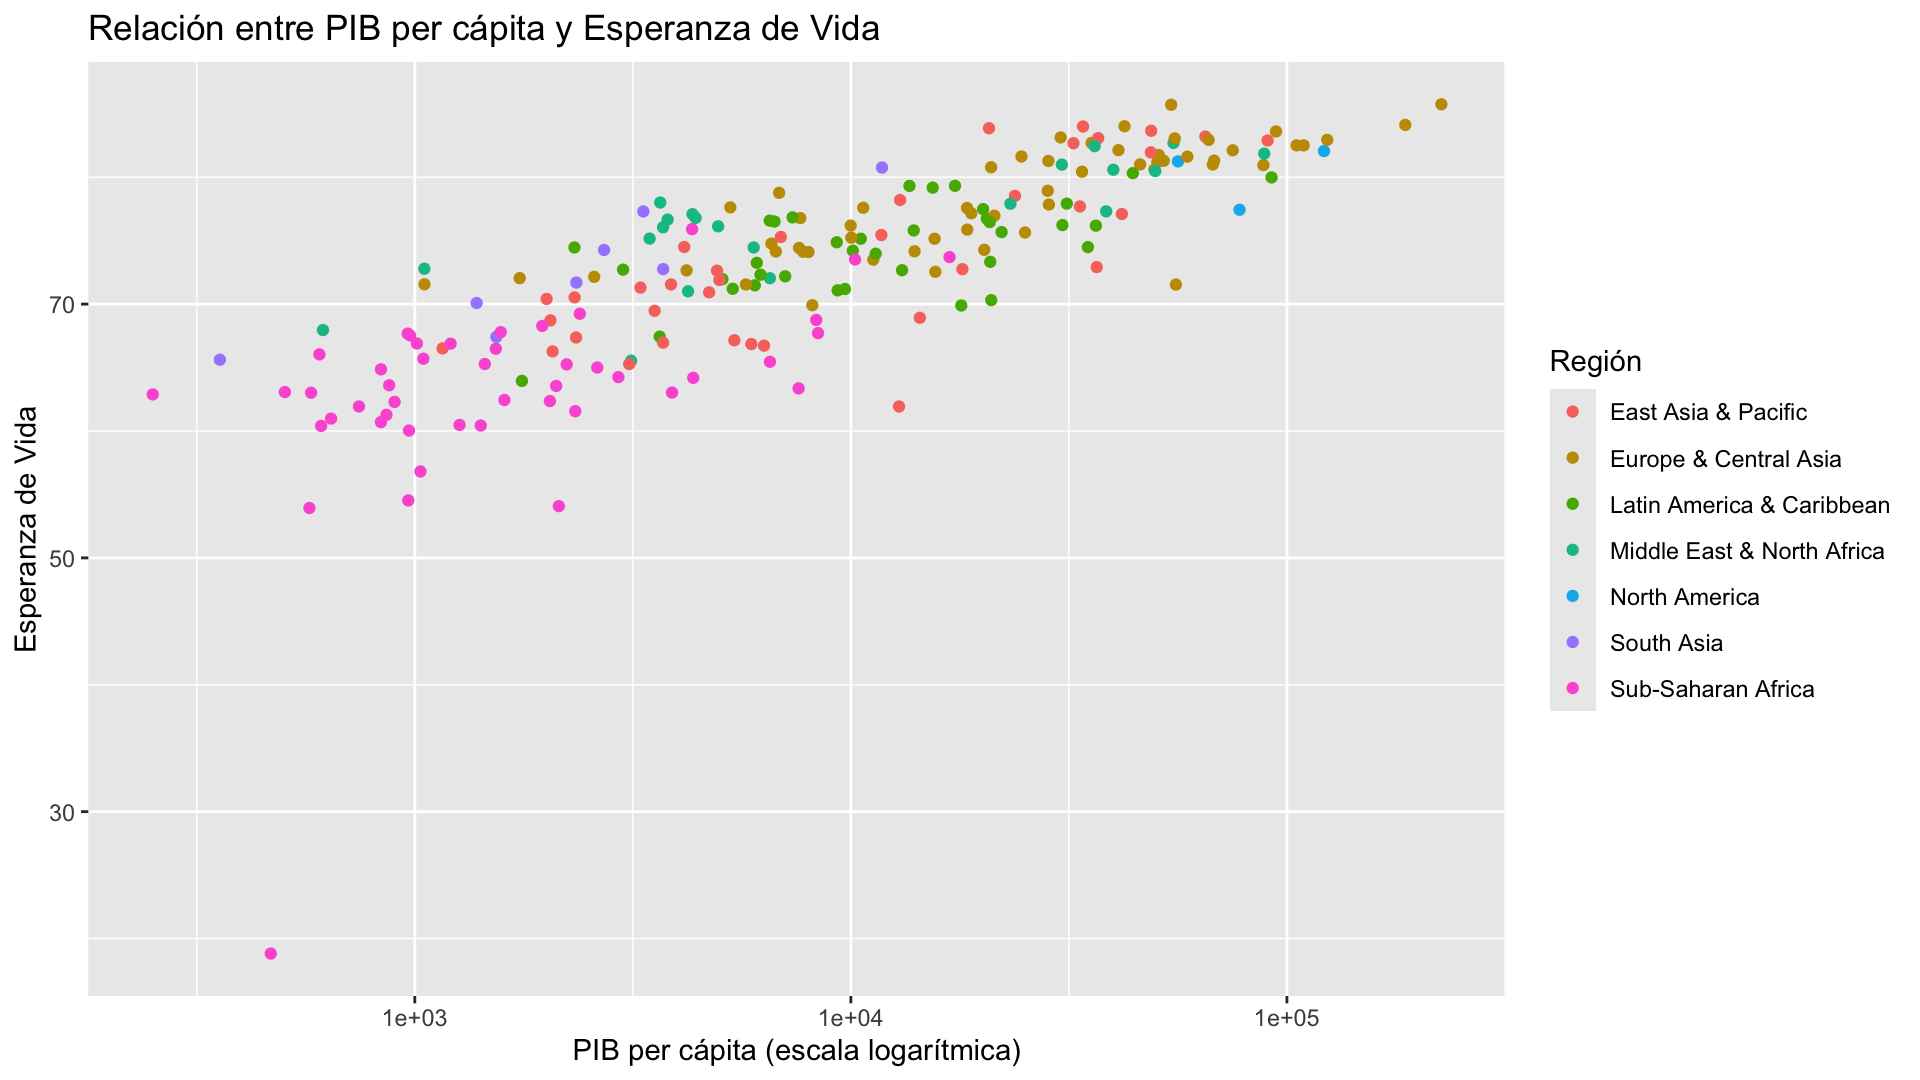 Relación entre PIB per cápita y Esperanza de Vida
Esperanza de Vida
70
50
30
1e+03
1e+04
1e+05
PIB per cápita (escala logarítmica)
Región
East Asia & Pacific
Europe & Central Asia
Latin America & Caribbean
Middle East & North Africa
North America
South Asia
Sub-Saharan Africa